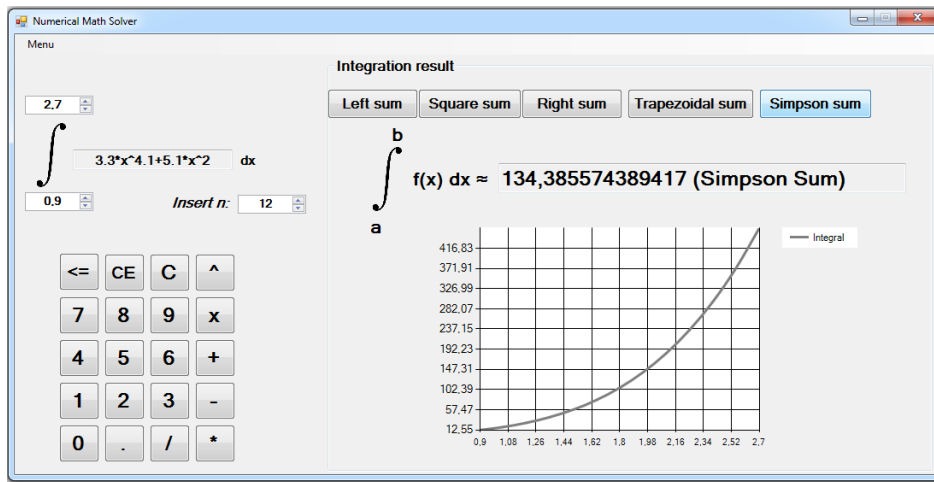 Numerical Math Solver
Menu
2,7
3.3*x^4.1+5.1*x^2 dx
0,9
Insert n: 12
<= CE C ^
7 8 9 x
4 5 6 +
1 2 3 -
0 . / *
Integration result
Left sum Square sum Right sum Trapezoidal sum Simpson sum
b
f(x) dx ≈ 134,385574389417 (Simpson Sum)
a
Integral
416,83
371,91
326,99
282,07
237,15
192,23
147,31
102,39
57,47
12,55
0,9 1,08 1,26 1,44 1,62 1,8 1,98 2,16 2,34 2,52 2,7